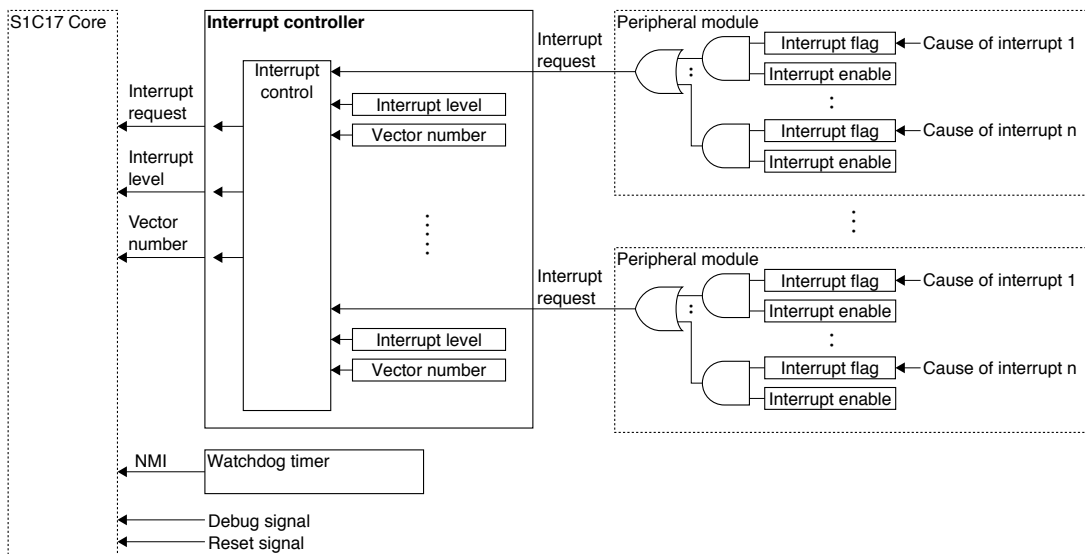 S1C17 Core
Interrupt controller
Peripheral module
Interrupt
request
Interrupt flag
Cause of interrupt 1
Interrupt enable
Interrupt
control
Interrupt level
Vector number
Interrupt flag
Cause of interrupt n
Interrupt enable
Interrupt
request
Interrupt
level
Vector
number
Peripheral module
Interrupt
request
Interrupt flag
Cause of interrupt 1
Interrupt enable
Interrupt level
Vector number
Interrupt flag
Cause of interrupt n
Interrupt enable
NMI
Watchdog timer
Debug signal
Reset signal